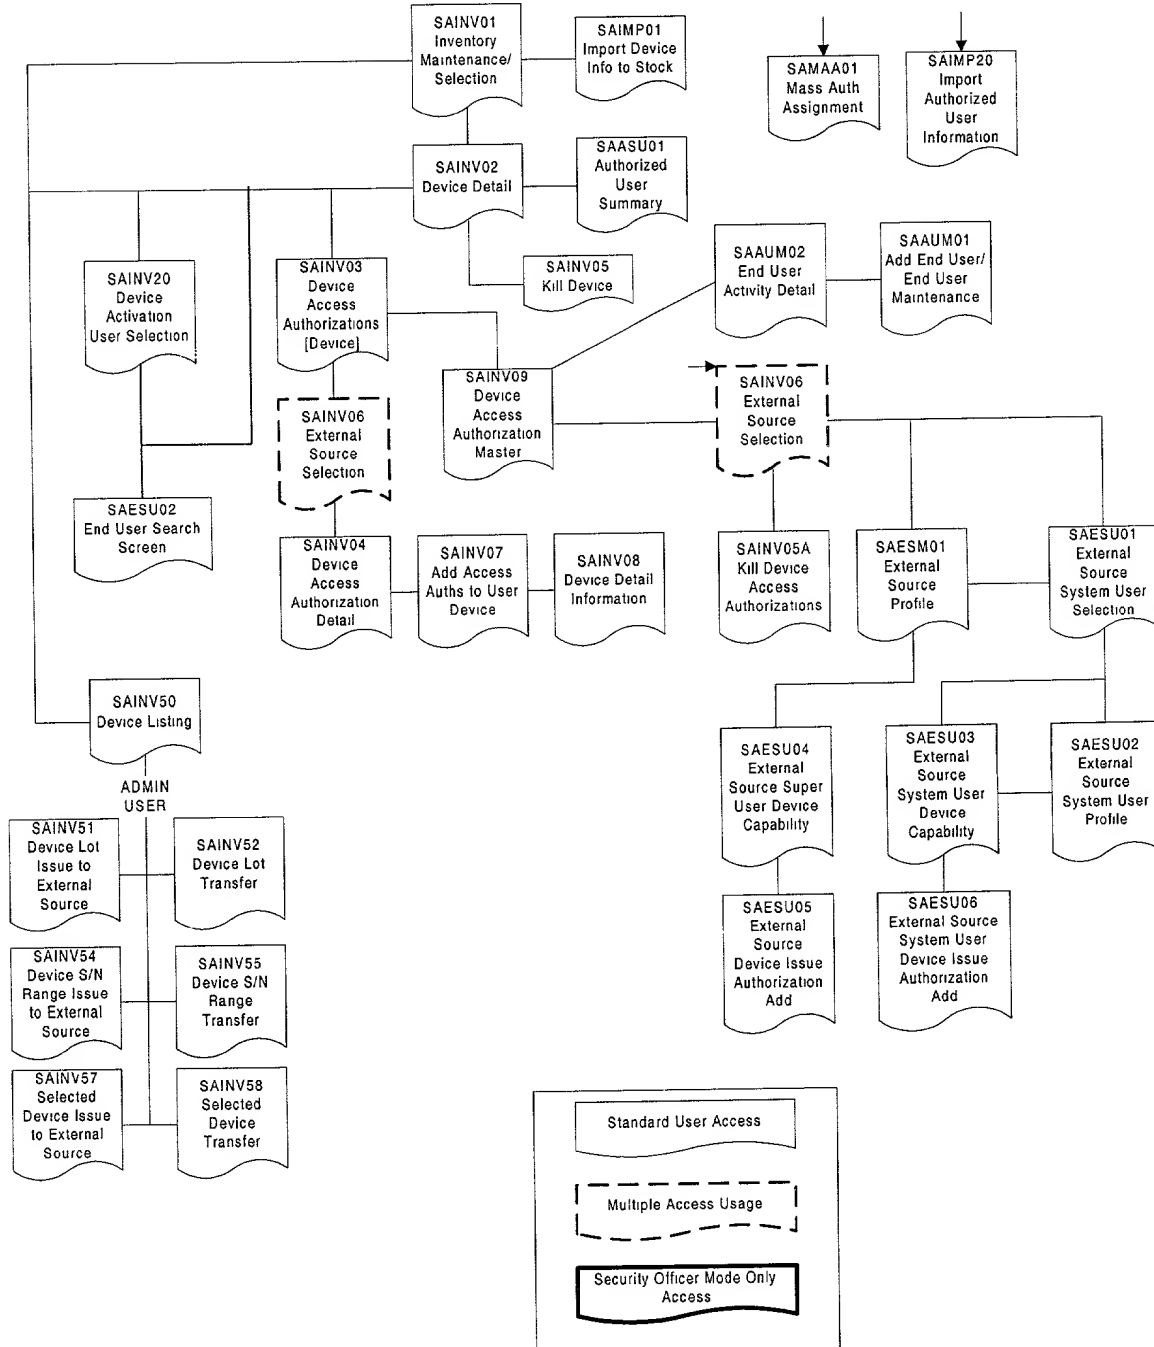 SAINV01
Inventory
Maintenance/
Selection
SAIMP01
Import Device
Info to Stock
SAMAA01
Mass Auth
Assignment
SAIMP20
Import
Authorized
User
Information
SAINV02
Device Detail
SAASU01
Authorized
User
Summary
SAINV20
Device
Activation
User Selection
SAINV03
Device
Access
Authorizations
[Device]
SAINV05
Kill Device
SAAUM02
End User
Activity Detail
SAAUM01
Add End User/
End User
Maintenance
SAINV06
External
Source
Selection
SAINV09
Device
Access
Authorization
Master
SAINV06
External
Source
Selection
SAESU02
End User Search
Screen
SAINV04
Device
Access
Authorization
Detail
SAINV07
Add Access
Auths to User
Device
SAINV08
Device Detail
Information
SAINV05A
Kill Device
Access
Authorizations
SAESM01
External
Source
Profile
SAESU01
External
Source
System User
Selection
SAINV50
Device Listing
ADMIN
USER
SAESU04
External
Source Super
User Device
Capability
SAESU03
External
Source
System User
Device
Capability
SAESU02
External
Source
System User
Profile
SAINV51
Device Lot
Issue to
External
Source
SAINV52
Device Lot
Transfer
SAESU05
External
Source
Device Issue
Authorization
Add
SAESU06
External Source
System User
Device Issue
Authorization
Add
SAINV54
Device S/N
Range Issue
to External
Source
SAINV55
Device S/N
Range
Transfer
SAINV57
Selected
Device Issue
to External
Source
SAINV58
Selected
Device
Transfer
Standard User Access
Multiple Access Usage
Security Officer Mode Only
Access